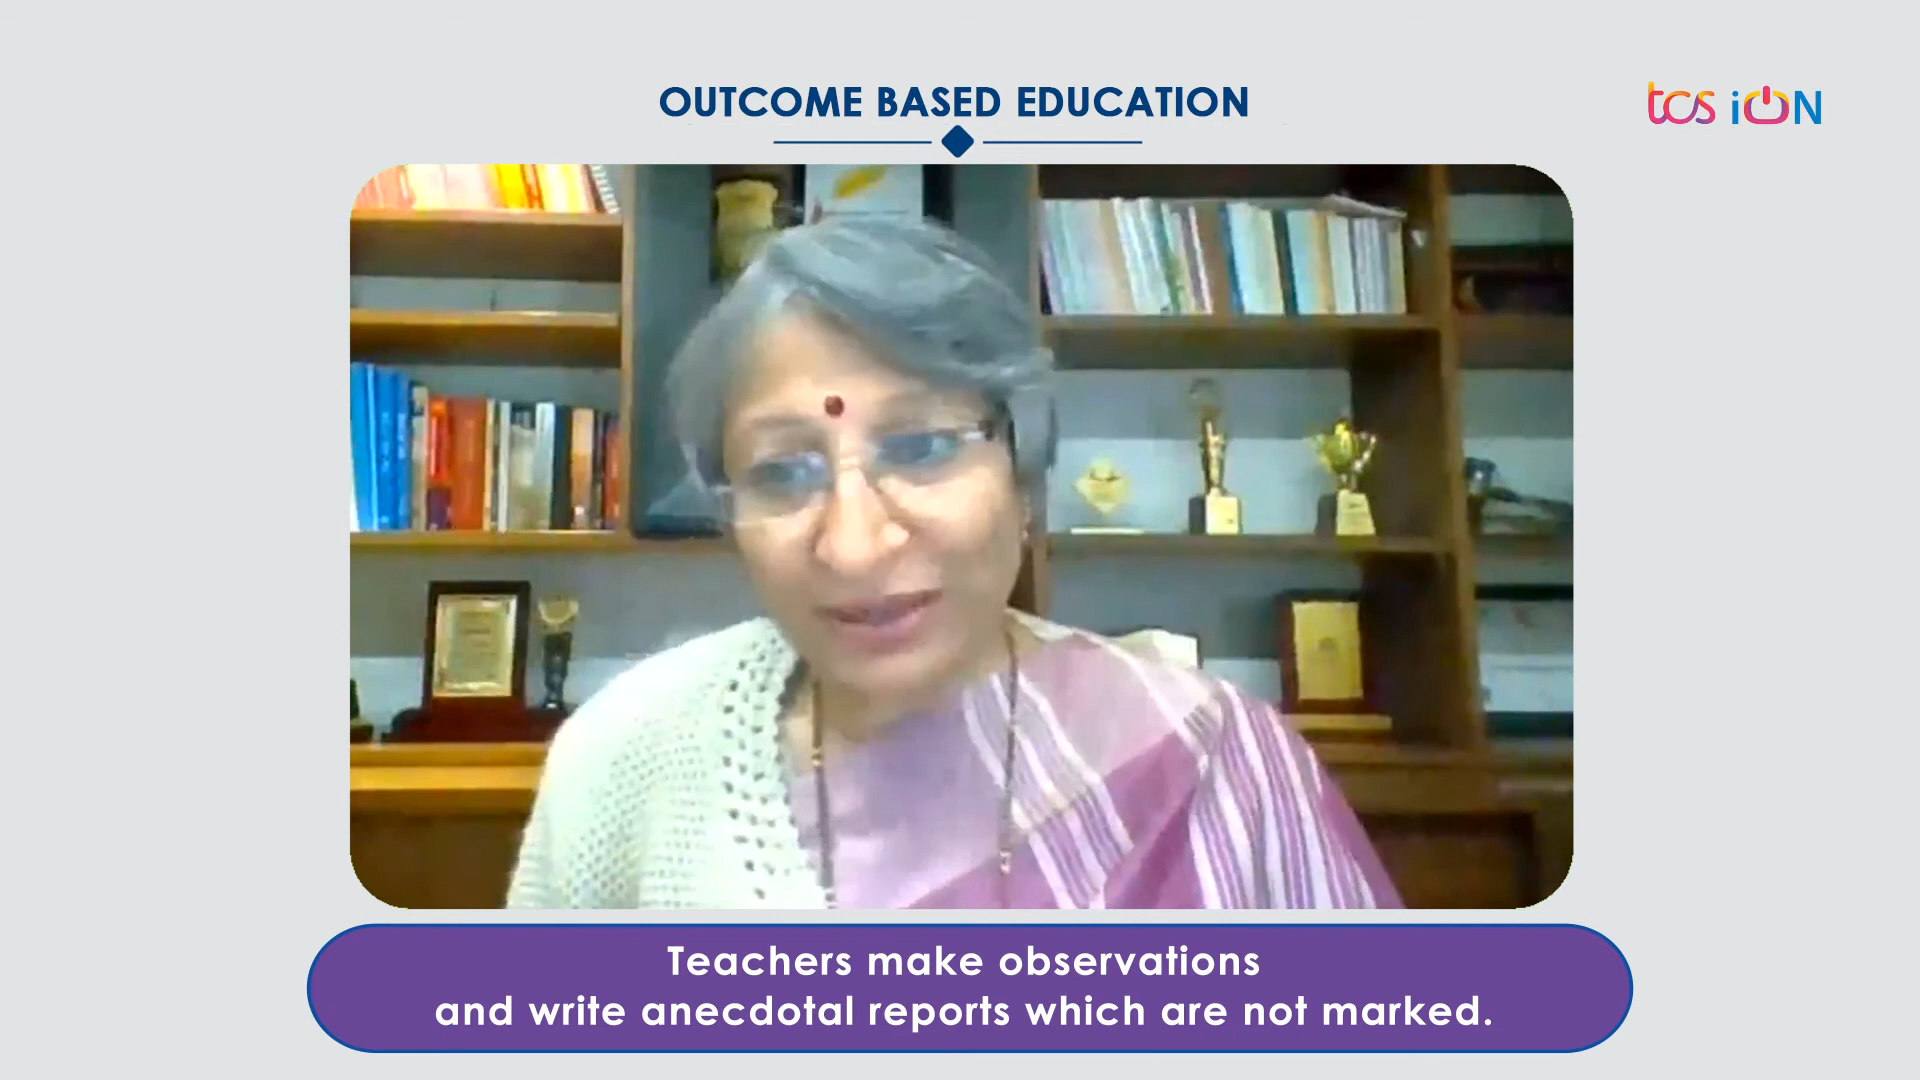 OUTCOME BASED EDUCATION
tcs iON
Teachers make observations
and write anecdotal reports which are not marked.